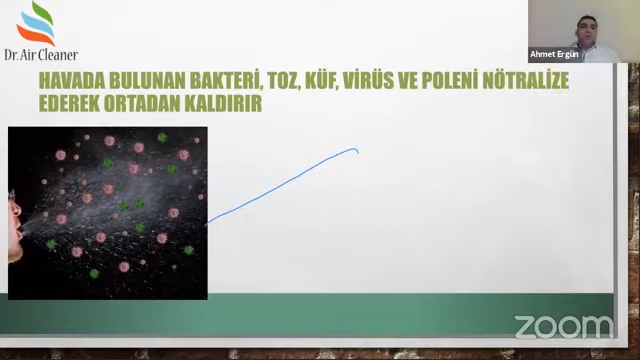 Dr. Air Cleaner
Ahmet Ergün
HAVADA BULUNAN BAKTERİ, TOZ, KÜF, VİRÜS VE POLENİ NÖTRALİZE
EDEREK ORTADAN KALDIRIR
zoom